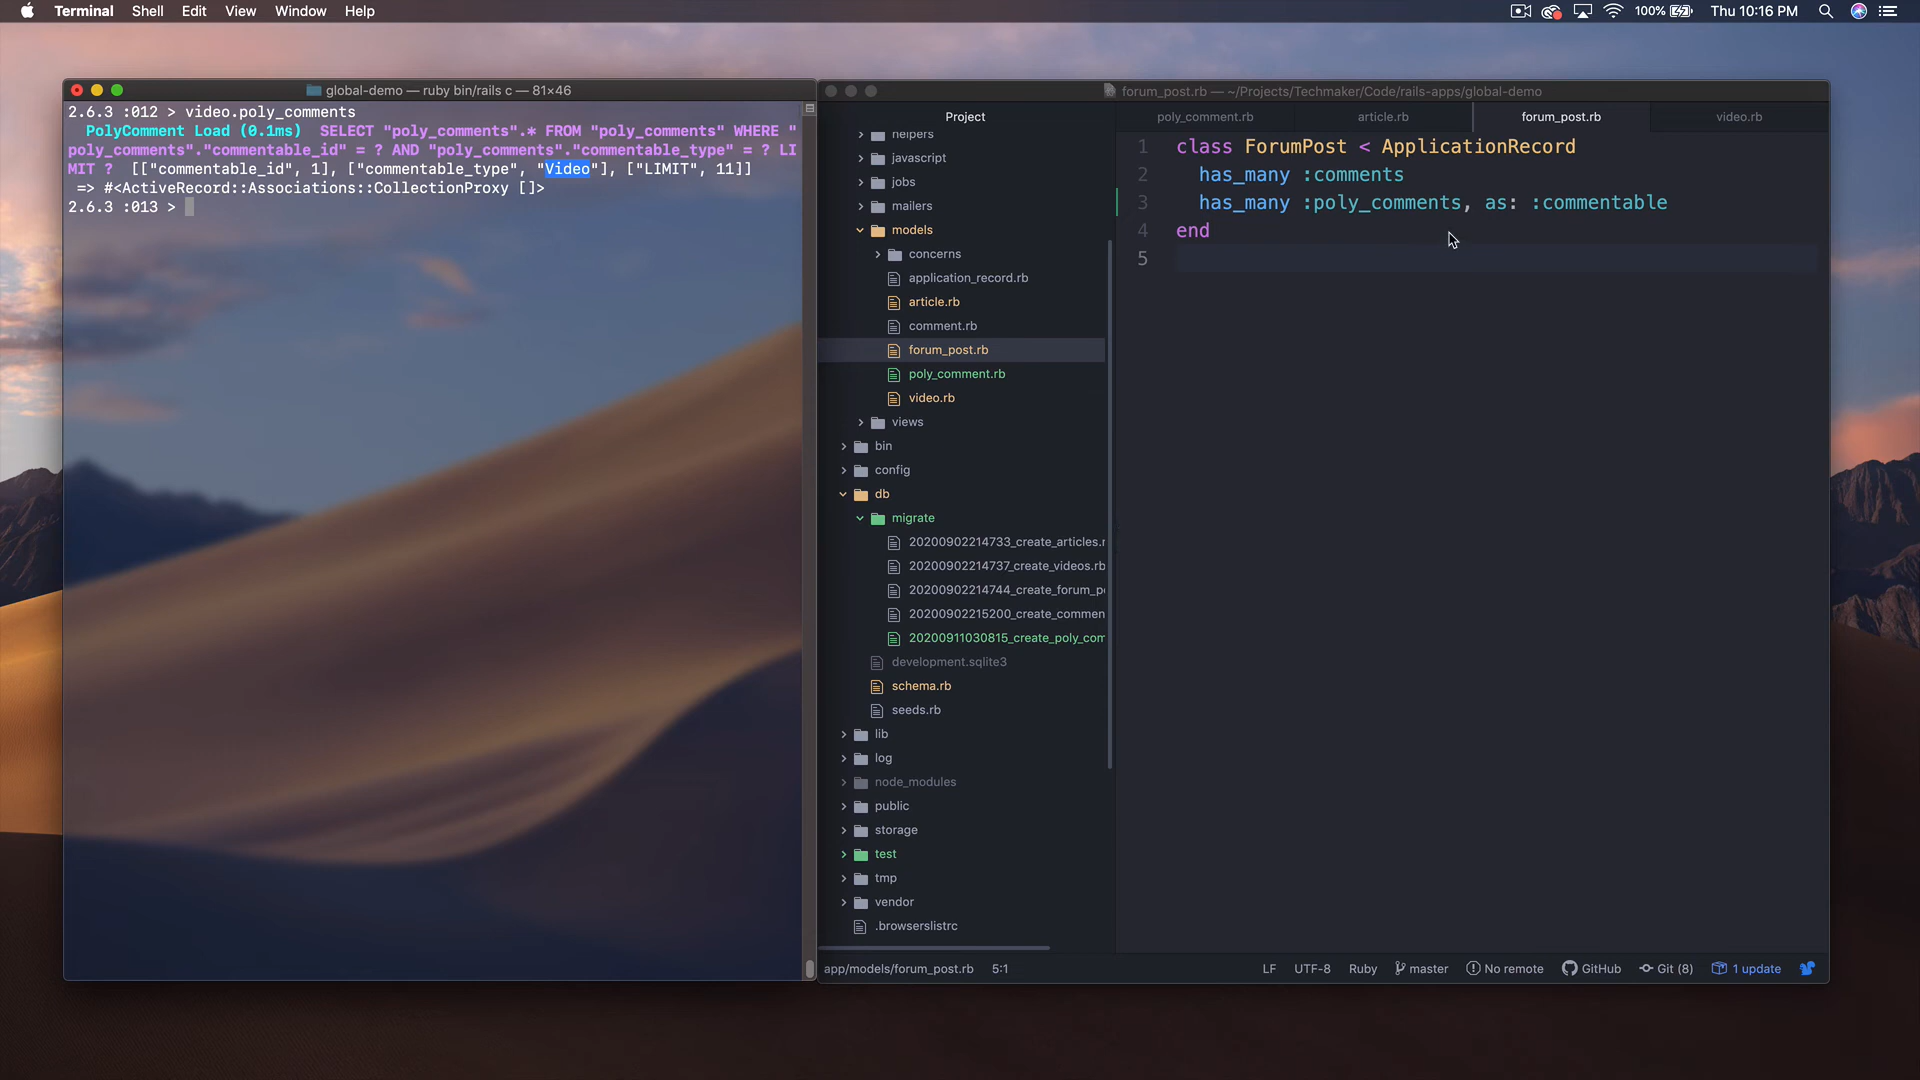 Terminal Shell Edit View Window Help 100% Thu 10:16 PM
global-demo — ruby bin/rails c — 81×46
2.6.3 :012 > video.poly_comments
PolyComment Load (0.1ms) SELECT "poly_comments".* FROM "poly_comments" WHERE "
poly_comments"."commentable_id" = ? AND "poly_comments"."commentable_type" = ? LI
MIT ? [["commentable_id", 1], ["commentable_type", "Video"], ["LIMIT", 11]]
=> #<ActiveRecord::Associations::CollectionProxy []>
2.6.3 :013 >
forum_post.rb — ~/Projects/Techmaker/Code/rails-apps/global-demo
Project
helpers
javascript
jobs
mailers
models
concerns
application_record.rb
article.rb
comment.rb
forum_post.rb
poly_comment.rb
video.rb
views
bin
config
db
migrate
20200902214733_create_articles.r
20200902214737_create_videos.rb
20200902214744_create_forum_po
20200902215200_create_commen
20200911030815_create_poly_com
development.sqlite3
schema.rb
seeds.rb
lib
log
node_modules
public
storage
test
tmp
vendor
.browserslistrc
poly_comment.rb article.rb forum_post.rb video.rb
1 class ForumPost < ApplicationRecord
2 has_many :comments
3 has_many :poly_comments, as: :commentable
4 end
5
app/models/forum_post.rb 5:1 LF UTF-8 Ruby master No remote GitHub Git (8) 1 update